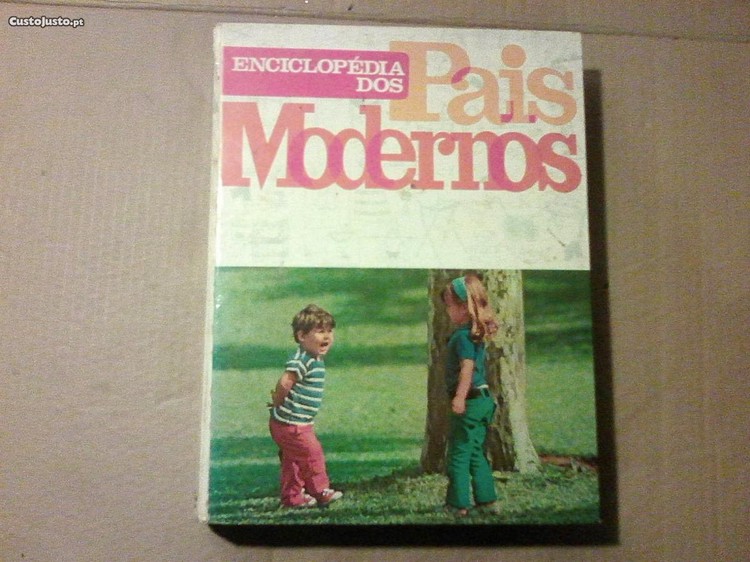 CustoJusto.pt
ENCICLOPÉDIA
DOS
Pais
Modernos